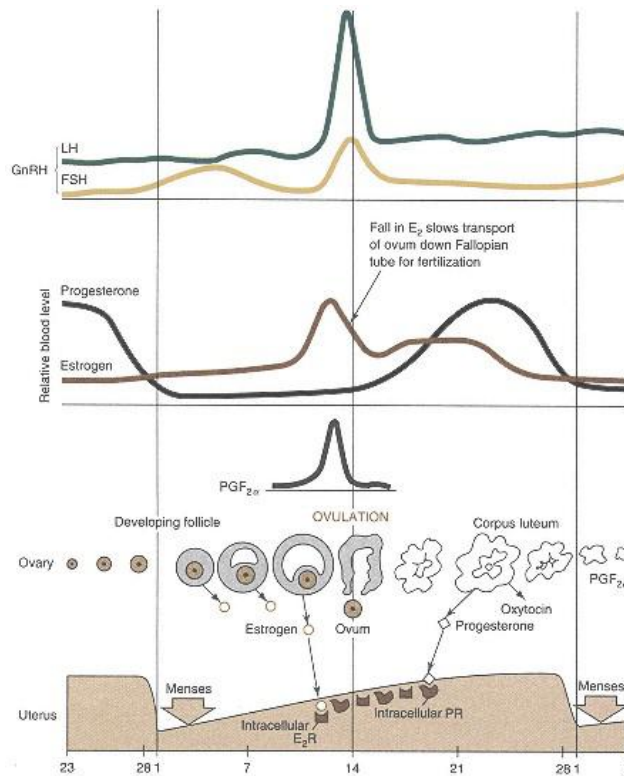 LH
GnRH
FSH
Fall in E2 slows transport
of ovum down Fallopian
tube for fertilization
Progesterone
Relative blood level
Estrogen
PGF2α
Developing follicle
OVULATION
Corpus luteum
Ovary
PGF2
Oxytocin
Estrogen
Ovum
Progesterone
Menses
Menses
Uterus
Intracellular
E2R
Intracellular PR
23 28 1 7 14 21 28 1